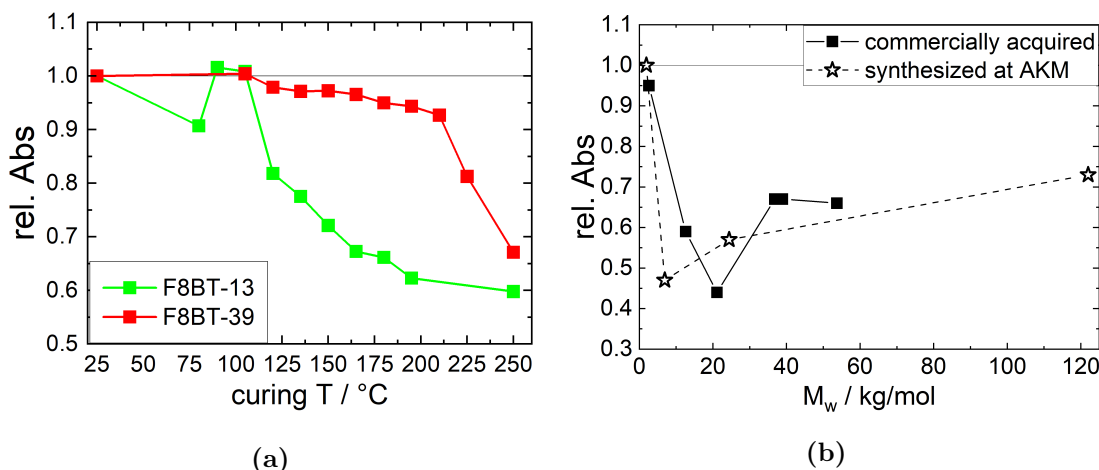 1.1
1.0
0.9
0.8
0.7
0.6
0.5
rel. Abs
F8BT-13
F8BT-39
25 50 75 100 125 150 175 200 225 250
curing T / °C
(a)
1.1
1.0
0.9
0.8
0.7
0.6
0.5
0.4
0.3
rel. Abs
commercially acquired
synthesized at AKM
0 20 40 60 80 100 120
M_w / kg/mol
(b)